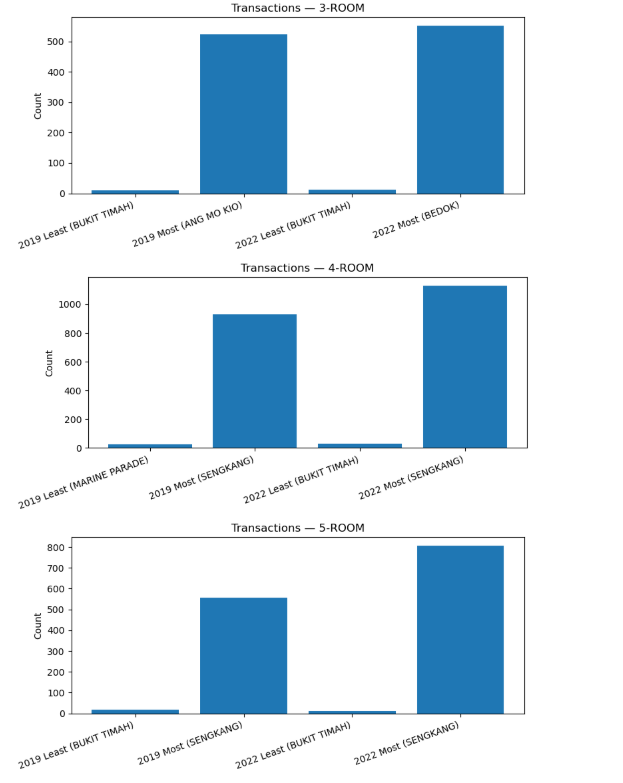 Transactions — 3-ROOM
500
400
300
200
100
0
Count
2019 Least (BUKIT TIMAH)
2019 Most (ANG MO KIO)
2022 Least (BUKIT TIMAH)
2022 Most (BEDOK)
Transactions — 4-ROOM
1000
800
600
400
200
0
Count
2019 Least (MARINE PARADE)
2019 Most (SENGKANG)
2022 Least (BUKIT TIMAH)
2022 Most (SENGKANG)
Transactions — 5-ROOM
800
700
600
500
400
300
200
100
0
Count
2019 Least (BUKIT TIMAH)
2019 Most (SENGKANG)
2022 Least (BUKIT TIMAH)
2022 Most (SENGKANG)